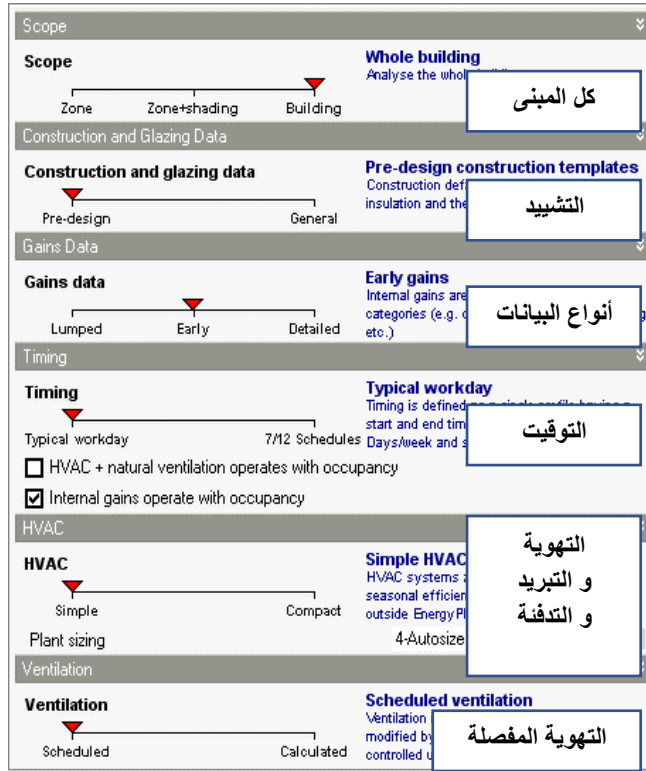 Scope
Scope
Zone Zone+shading Building
Whole building
Analyse the whole
كل المبنى
Construction and Glazing Data
Construction and glazing data
Pre-design General
Pre-design construction templates
Construction
insulation and
التشييد
Gains Data
Gains data
Lumped Early Detailed
Early gains
Internal gains are
categories (e.g.
etc.)
أنواع البيانات
Timing
Timing
Typical workday 7/12 Schedules
Typical workday
Timing is defined
start and end
Days/week and
التوقيت
HVAC + natural ventilation operates with occupancy
Internal gains operate with occupancy
HVAC
HVAC
Simple Compact
Simple HVAC
HVAC systems
seasonal
outside
التهوية
و التبريد
و التدفئة
Plant sizing 4-Autosize
Ventilation
Ventilation
Scheduled Calculated
Scheduled ventilation
Ventilation
modified by
controlled
التهوية المفصلة